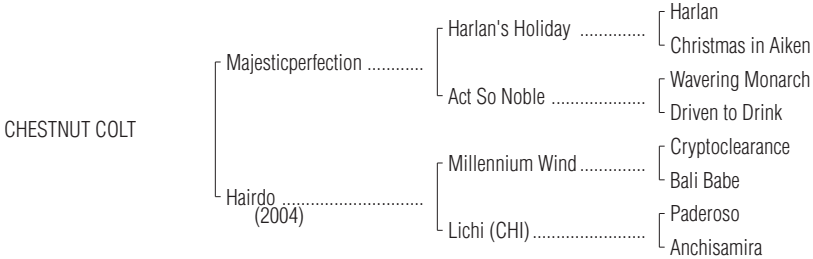 Harlan
Harlan's Holiday ..............
Christmas in Aiken
Majesticperfection ............
Wavering Monarch
Act So Noble ....................
Driven to Drink
CHESTNUT COLT
Cryptoclearance
Millennium Wind ..............
Bali Babe
Hairdo ..............................
(2004)
Paderoso
Lichi (CHI) ........................
Anchisamira